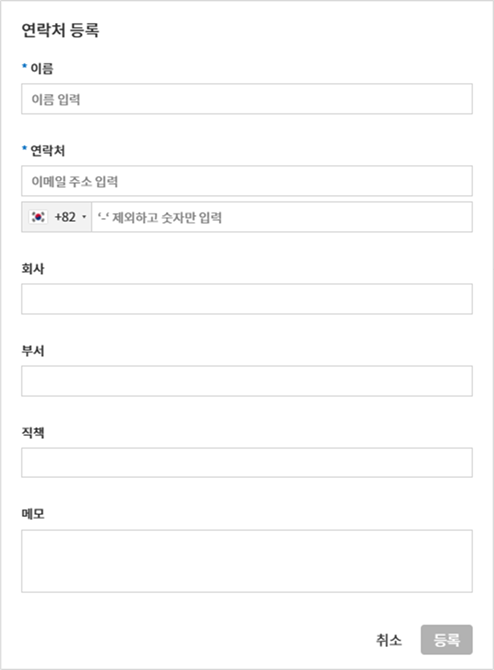 연락처 등록
* 이름
이름 입력
* 연락처
이메일 주소 입력
+82 '-' 제외하고 숫자만 입력
회사
부서
직책
메모
취소 등록